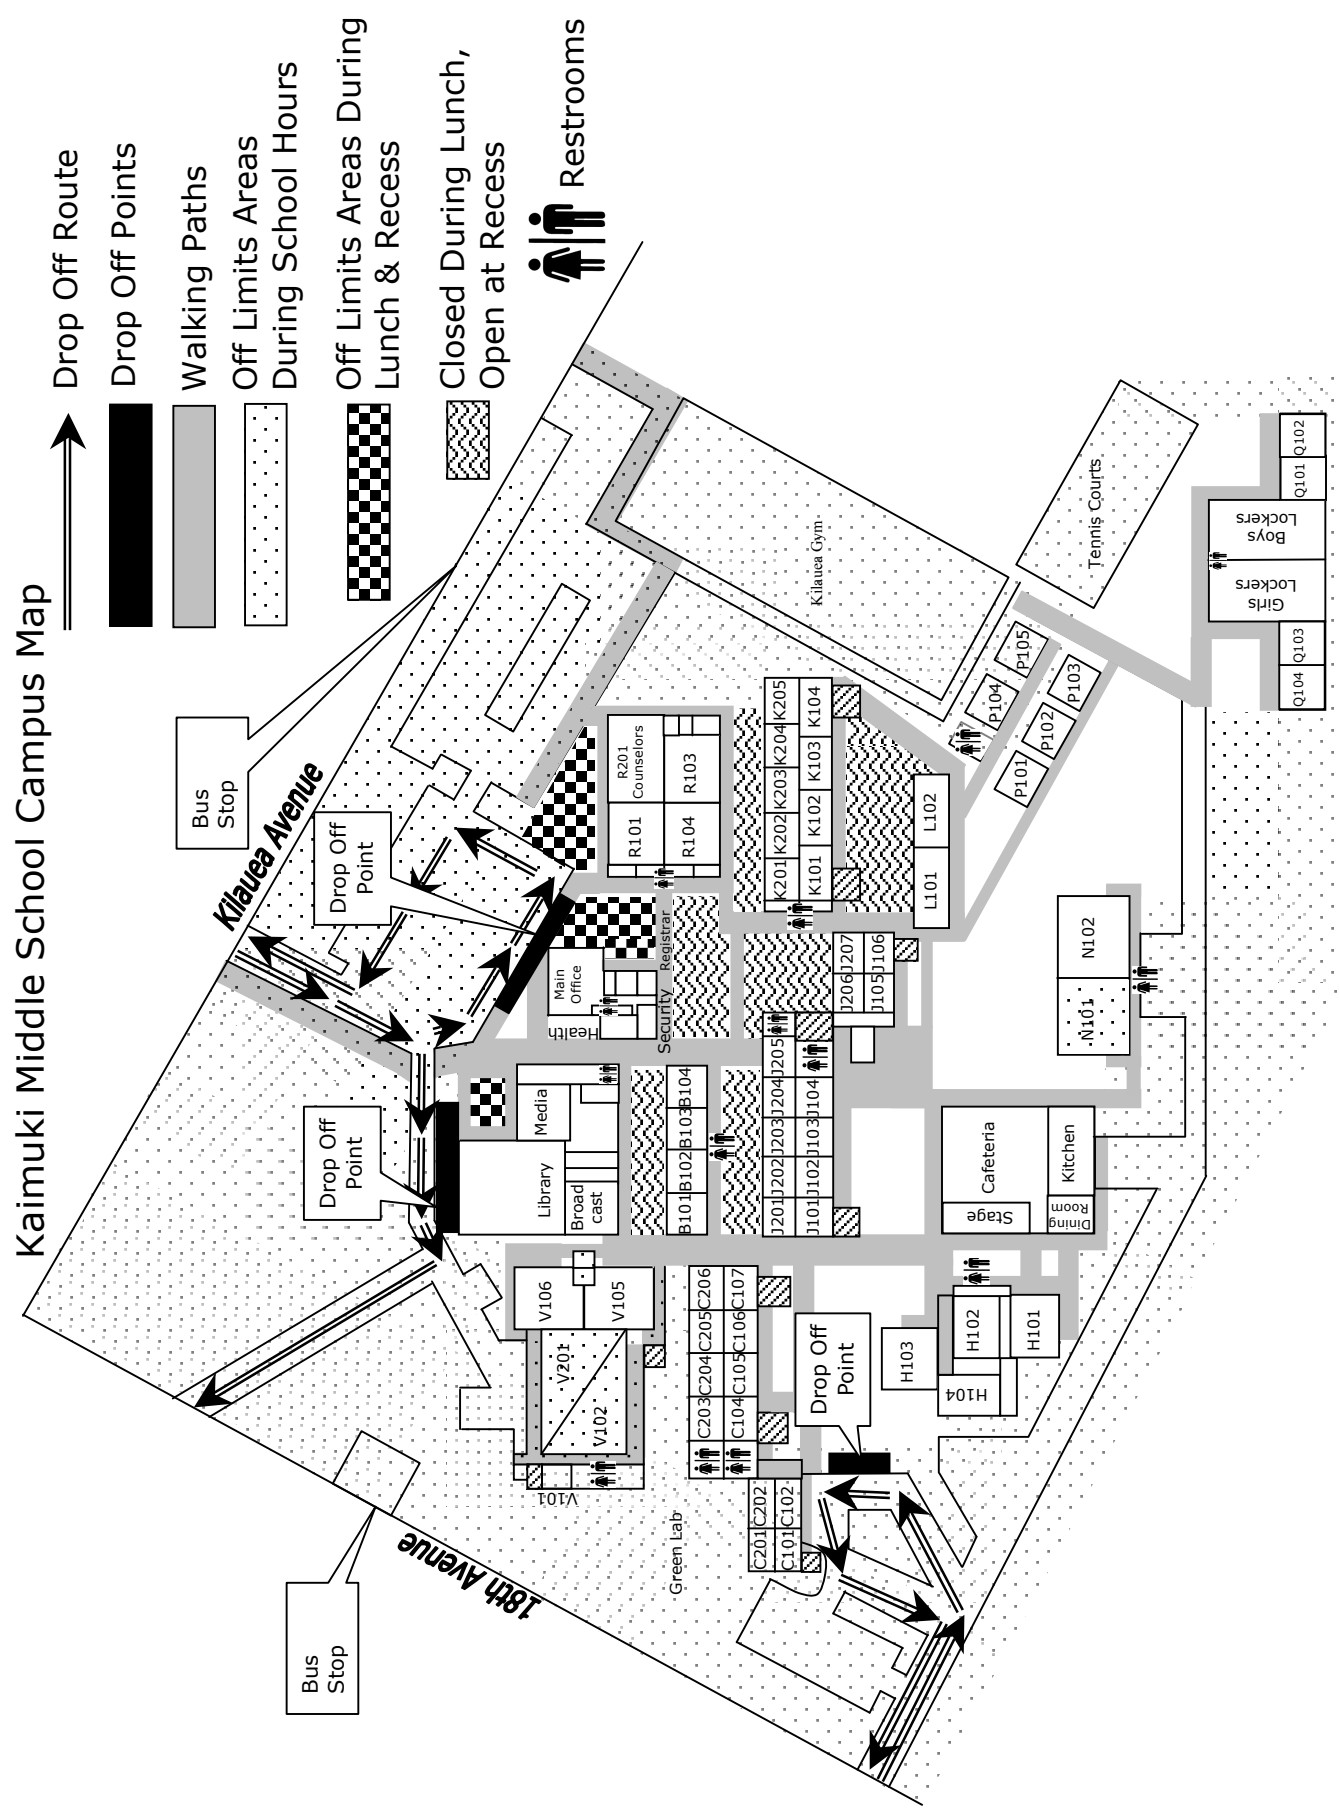 Kaimuki Middle School Campus Map
Drop Off Route
Drop Off Points
Walking Paths
Off Limits Areas
During School Hours
Off Limits Areas During
Lunch & Recess
Closed During Lunch,
Open at Recess
Restrooms
Bus
Stop
Kilauea Avenue
Drop Off
Point
Drop Off
Point
Bus
Stop
18th Avenue
Main
Office
Health
Security
Registrar
R201
Counselors
R101
R103
R104
Media
Library
Broad
cast
B101
B102
B103
B104
V106
V105
V201
V102
V101
Green Lab
K201
K202
K203
K204
K205
K101
K102
K103
K104
L101
L102
J207
J206
J106
J105
J201
J202
J203
J204
J205
J101
J102
J103
J104
C203
C204
C205
C206
C104
C105
C106
C107
C201
C202
C101
C102
Drop Off
Point
Cafeteria
Kitchen
Stage
Dining
Room
H103
H102
H101
H104
N101
N102
P101
P102
P103
P104
P105
Kilauea Gym
Tennis Courts
Q104
Q103
Girls
Lockers
Boys
Lockers
Q101
Q102